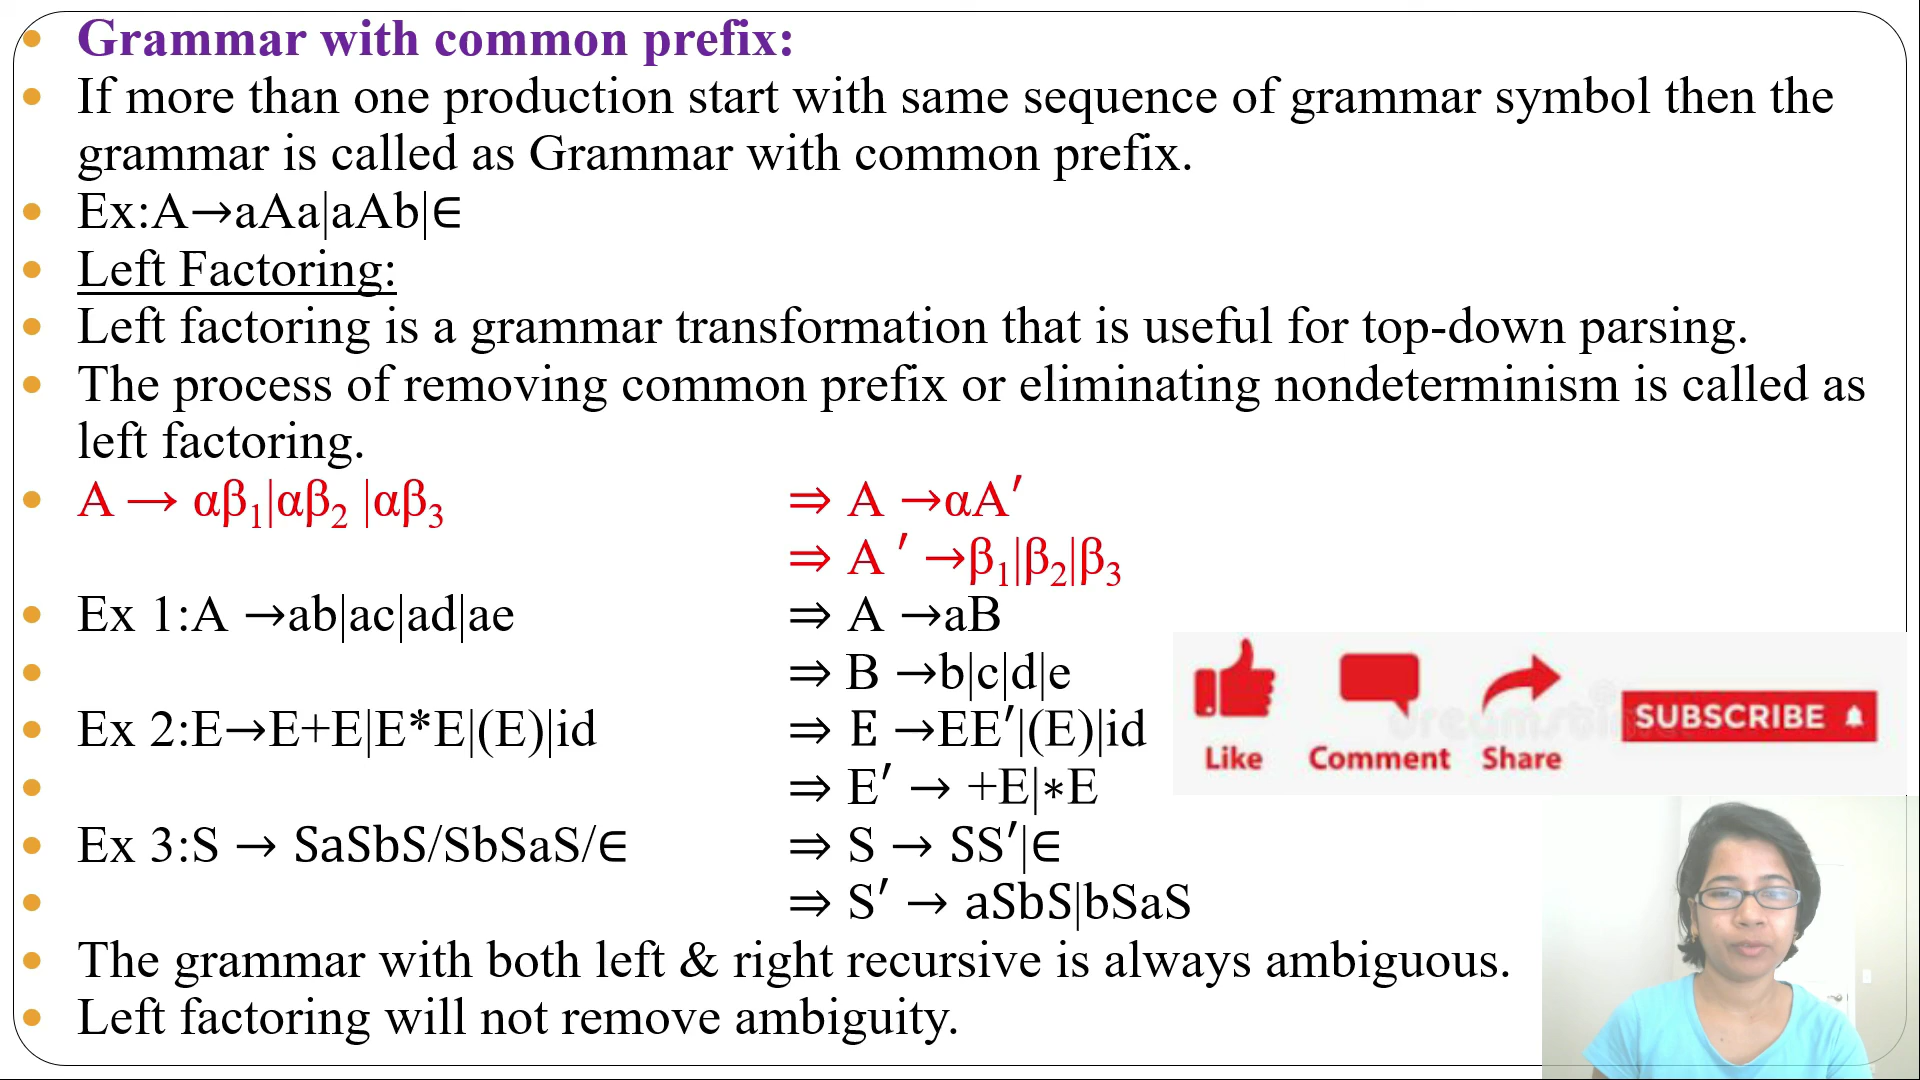 Grammar with common prefix:
If more than one production start with same sequence of grammar symbol then the
grammar is called as Grammar with common prefix.
Ex:A→aAa|aAb|∈
Left Factoring:
Left factoring is a grammar transformation that is useful for top-down parsing.
The process of removing common prefix or eliminating nondeterminism is called as
left factoring.
A → αβ₁|αβ₂ |αβ₃ ⇒ A →αA′
⇒ A ′ →β₁|β₂|β₃
Ex 1:A →ab|ac|ad|ae ⇒ A →aB
⇒ B →b|c|d|e
Ex 2:E→E+E|E*E|(E)|id ⇒ E →EE′|(E)|id
⇒ E′ → +E|*E
Ex 3:S → SaSbS/SbSaS/∈ ⇒ S → SS′|∈
⇒ S′ → aSbS|bSaS
The grammar with both left & right recursive is always ambiguous.
Left factoring will not remove ambiguity.
SUBSCRIBE
Like Comment Share